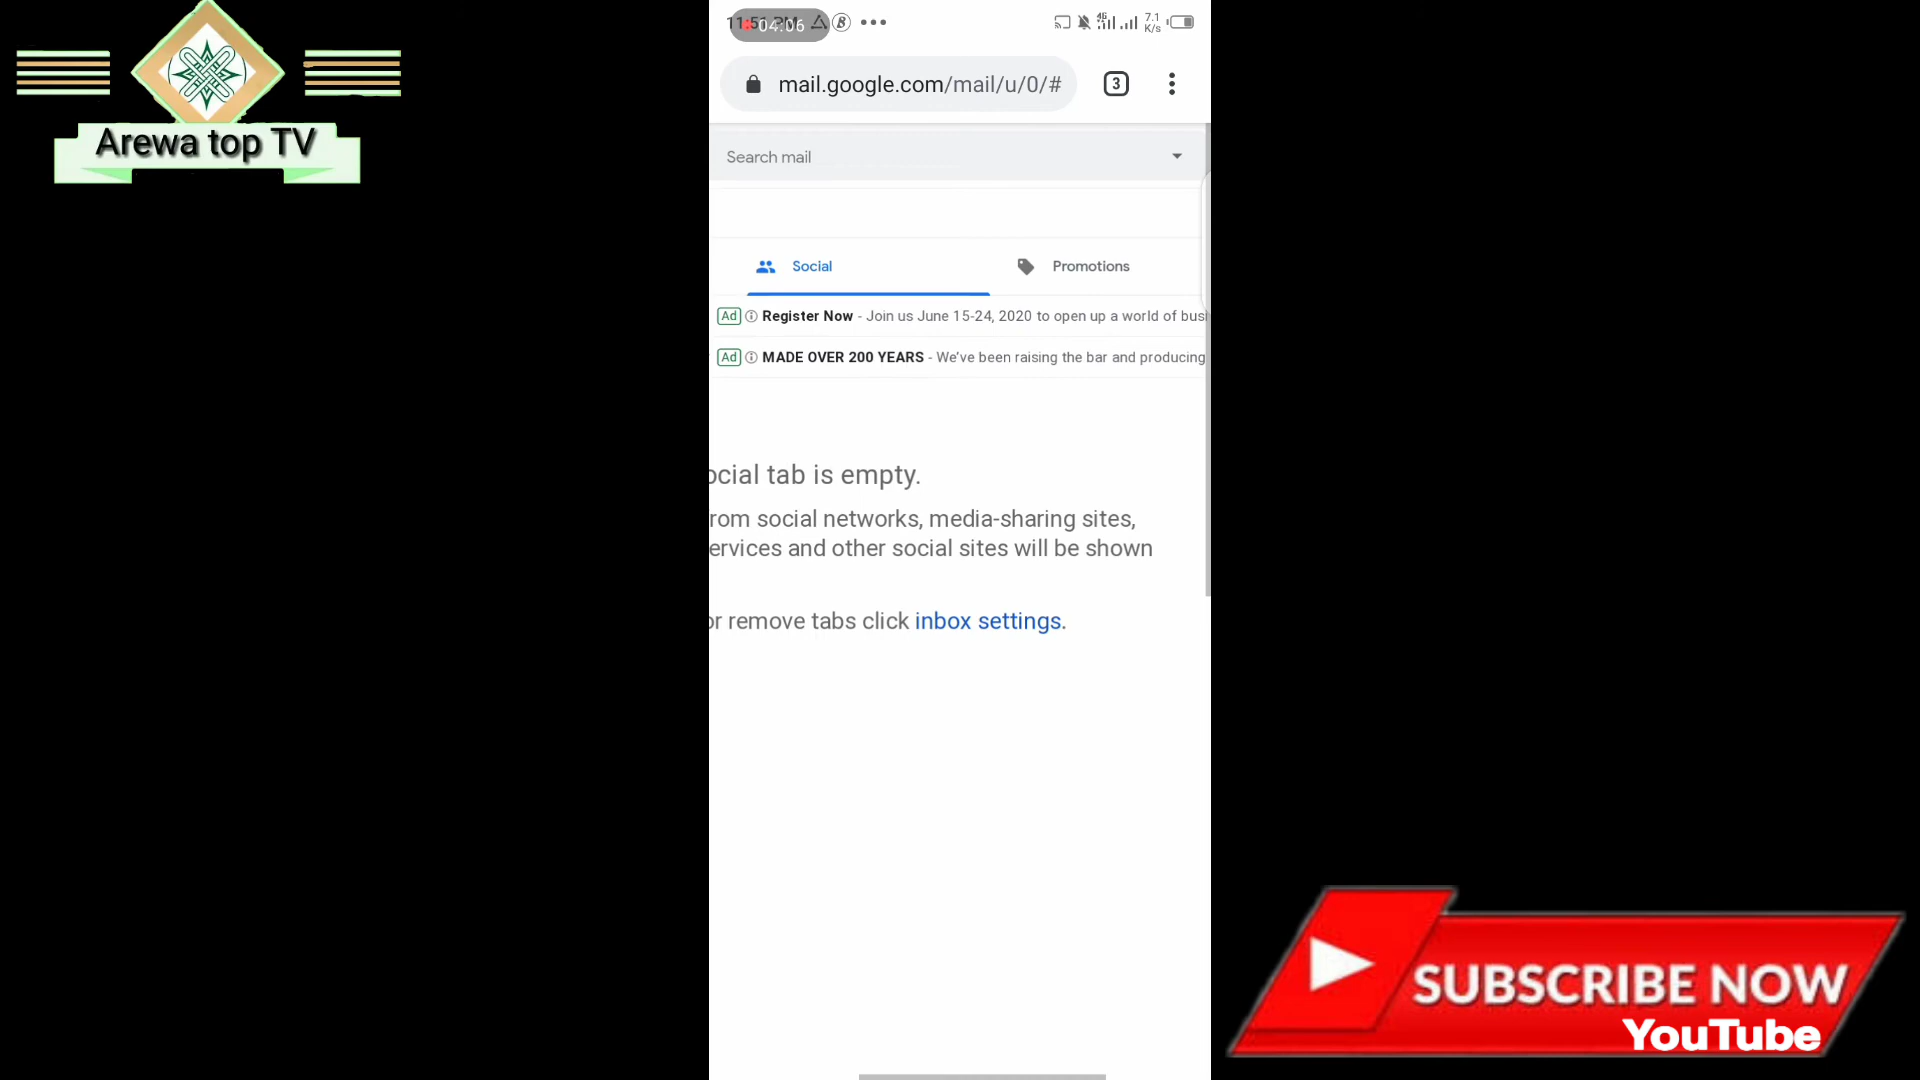 Arewa top TV
04:06
7.1
K/s
mail.google.com/mail/u/0/#
3
Search mail
Social
Promotions
Ad Register Now - Join us June 15-24, 2020 to open up a world of busi
Ad MADE OVER 200 YEARS - We've been raising the bar and producing
ocial tab is empty.
rom social networks, media-sharing sites,
ervices and other social sites will be shown
or remove tabs click inbox settings.
SUBSCRIBE NOW
YouTube